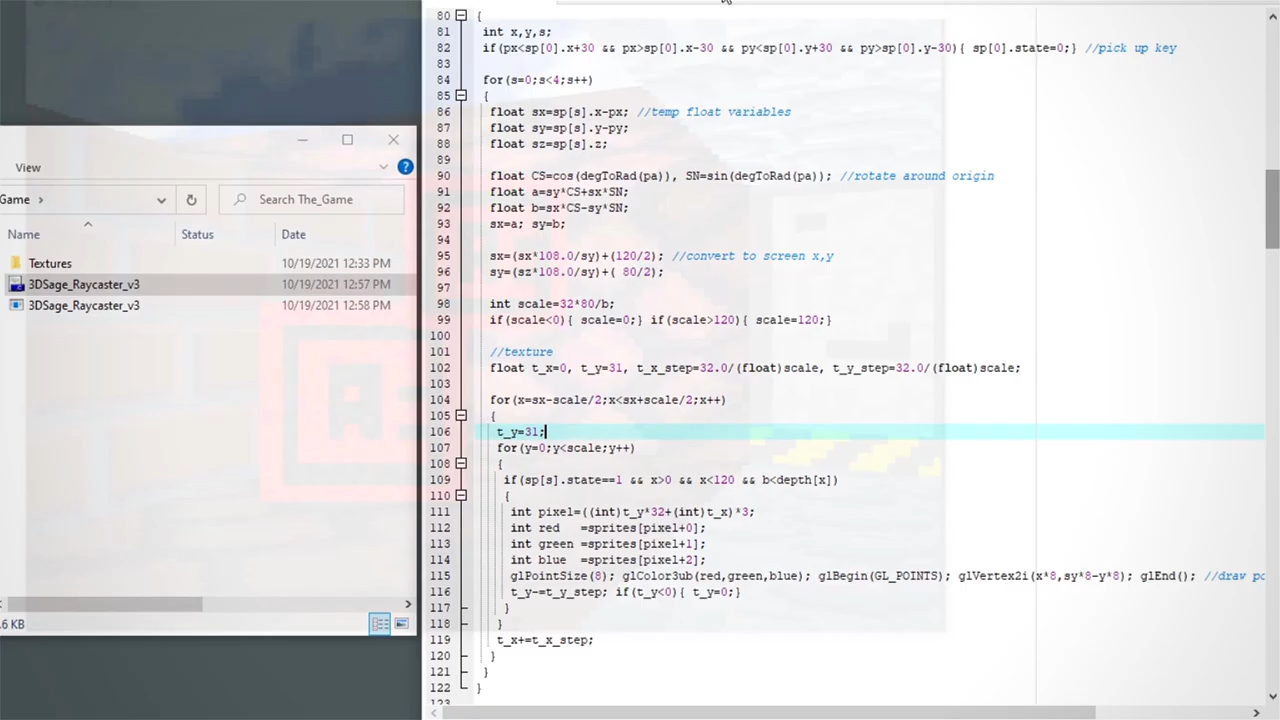 View
Game
Search The_Game
Name Status Date
Textures 10/19/2021 12:33 PM
3DSage_Raycaster_v3 10/19/2021 12:57 PM
3DSage_Raycaster_v3 10/19/2021 12:58 PM
.6 KB
80 {
81 int x,y,s;
82 if(px<sp[0].x+30 && px>sp[0].x-30 && py<sp[0].y+30 && py>sp[0].y-30){ sp[0].state=0;} //pick up key
83
84 for(s=0;s<4;s++)
85 {
86 float sx=sp[s].x-px; //temp float variables
87 float sy=sp[s].y-py;
88 float sz=sp[s].z;
89
90 float CS=cos(degToRad(pa)), SN=sin(degToRad(pa)); //rotate around origin
91 float a=sy*CS+sx*SN;
92 float b=sx*CS-sy*SN;
93 sx=a; sy=b;
94
95 sx=(sx*108.0/sy)+(120/2); //convert to screen x,y
96 sy=(sz*108.0/sy)+( 80/2);
97
98 int scale=32*80/b;
99 if(scale<0){ scale=0;} if(scale>120){ scale=120;}
100
101 //texture
102 float t_x=0, t_y=31, t_x_step=32.0/(float)scale, t_y_step=32.0/(float)scale;
103
104 for(x=sx-scale/2;x<sx+scale/2;x++)
105 {
106 t_y=31;
107 for(y=0;y<scale;y++)
108 {
109 if(sp[s].state==1 && x>0 && x<120 && b<depth[x])
110 {
111 int pixel=((int)t_y*32+(int)t_x)*3;
112 int red =sprites[pixel+0];
113 int green =sprites[pixel+1];
114 int blue =sprites[pixel+2];
115 glPointSize(8); glColor3ub(red,green,blue); glBegin(GL_POINTS); glVertex2i(x*8,sy*8-y*8); glEnd(); //draw po
116 t_y-=t_y_step; if(t_y<0){ t_y=0;}
117 }
118 }
119 t_x+=t_x_step;
120 }
121 }
122 }
123